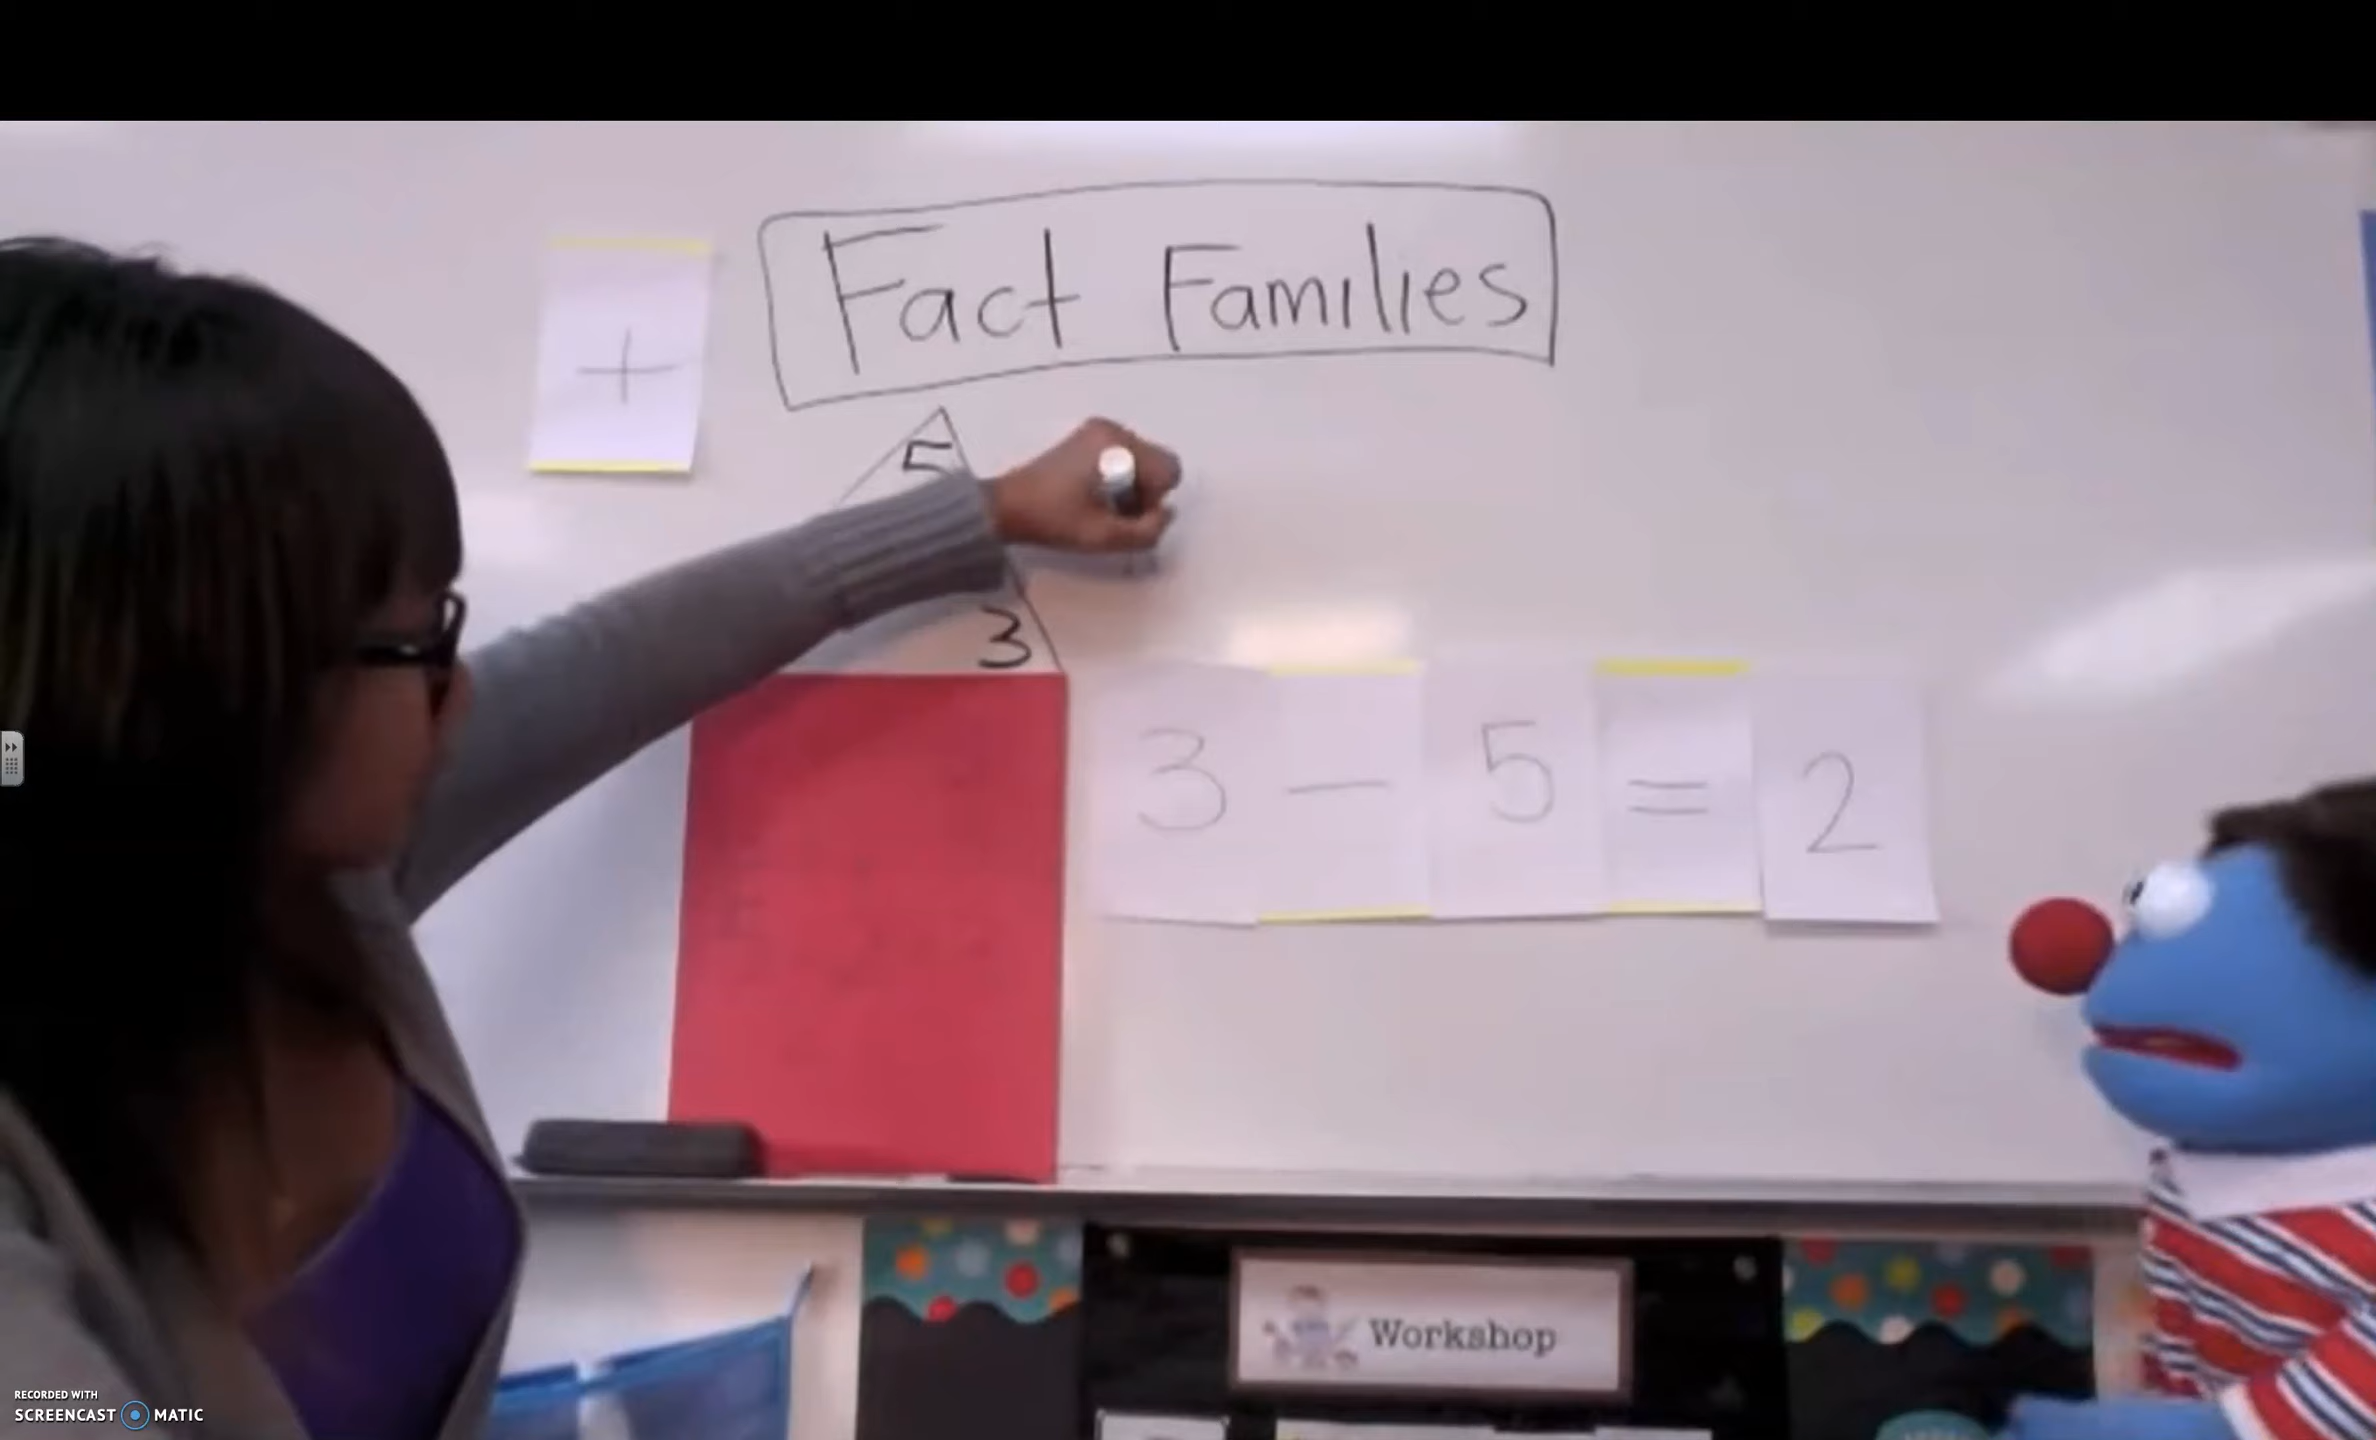 Fact Families
+
5
3
3 - 5 = 2
Workshop
RECORDED WITH
SCREENCAST MATIC